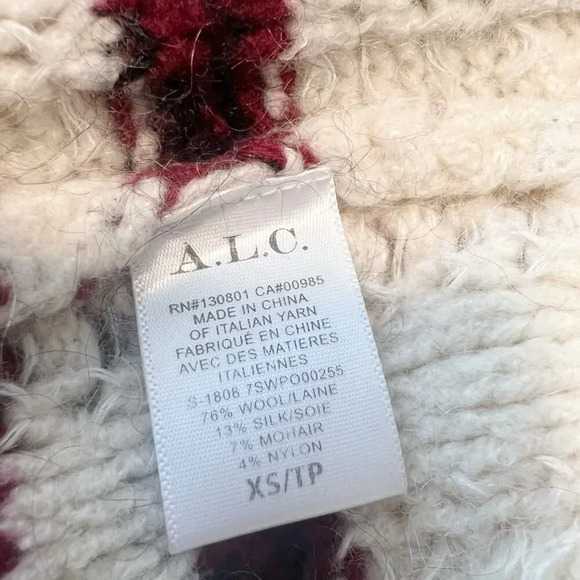 A.L.C.
RN#130801 CA#00985
MADE IN CHINA
OF ITALIAN YARN
FABRIQUÉ EN CHINE
AVEC DES MATIERES
ITALIENNES
S-1806 7SWPO00255
76% WOOL/LAINE
13% SILK/SOIE
7% MOHAIR
4% NYLON
XS/TP